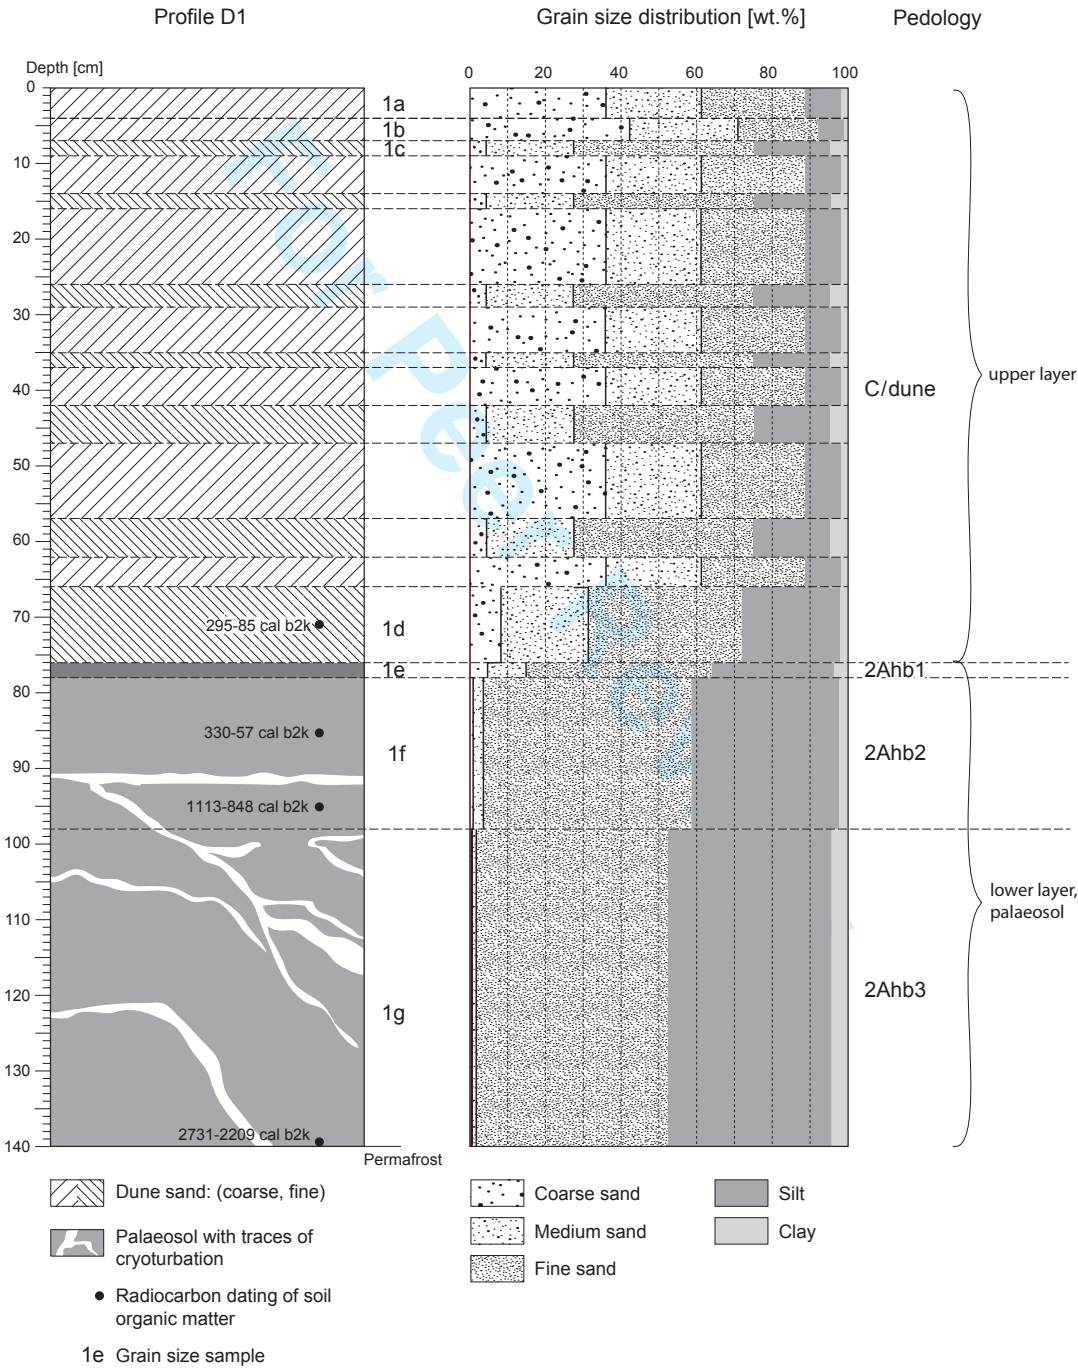 Profile D1
Grain size distribution [wt.%]
Pedology
Depth [cm]
0 20 40 60 80 100
0
10
20
30
40
50
60
70
80
90
100
110
120
130
140
1a
1b
1c
1d
1e
1f
1g
295-85 cal b2k
330-57 cal b2k
1113-848 cal b2k
2731-2209 cal b2k
Permafrost
C/dune
2Ahb1
2Ahb2
2Ahb3
upper layer
lower layer,
palaeosol
For Peer Rev
Dune sand: (coarse, fine)
Palaeosol with traces of
cryoturbation
Radiocarbon dating of soil
organic matter
1e Grain size sample
Coarse sand
Medium sand
Fine sand
Silt
Clay